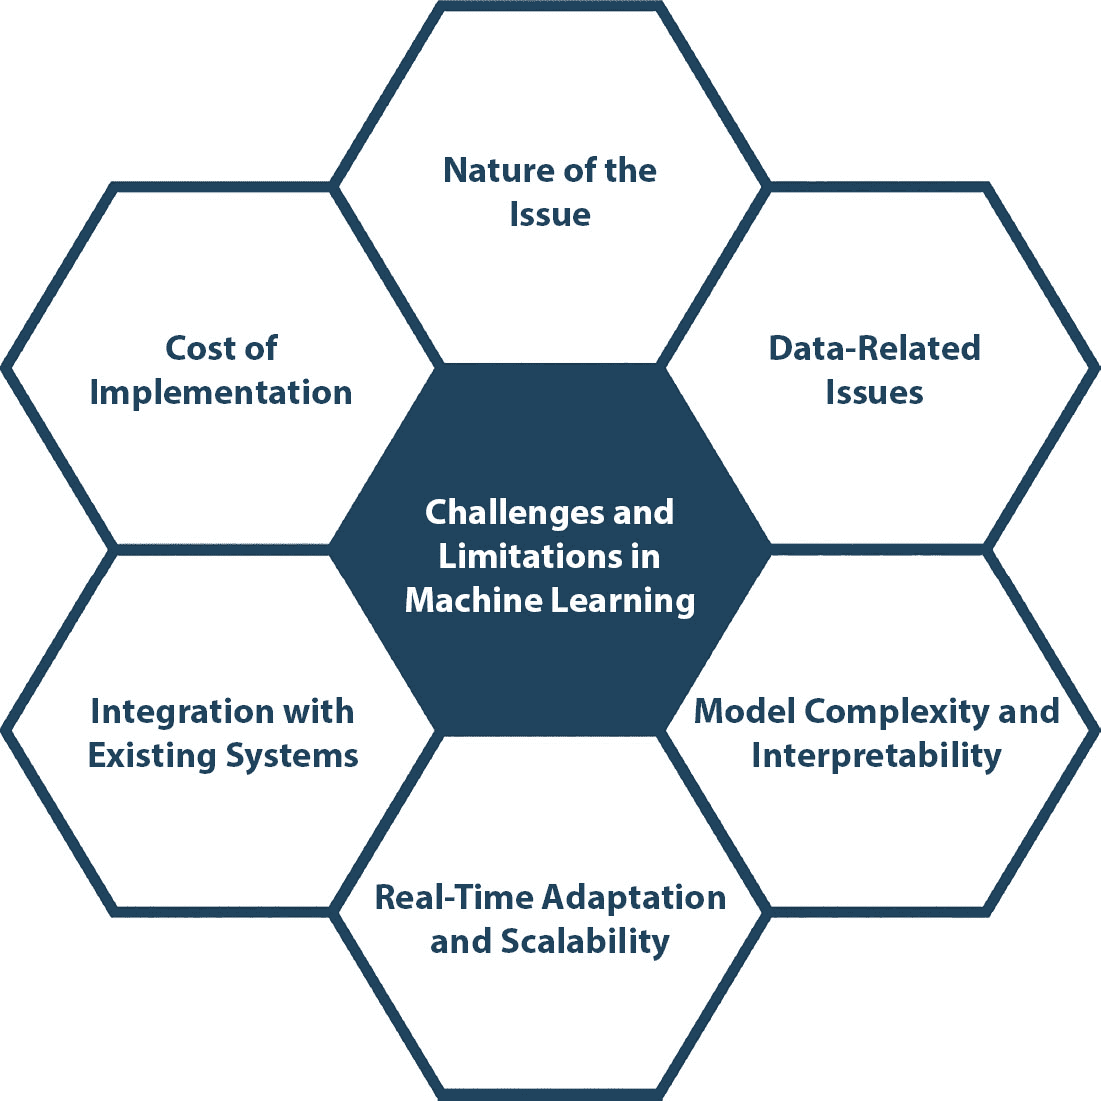 Nature of the
Issue
Cost of
Implementation
Data-Related
Issues
Challenges and
Limitations in
Machine Learning
Integration with
Existing Systems
Model Complexity and
Interpretability
Real-Time Adaptation
and Scalability